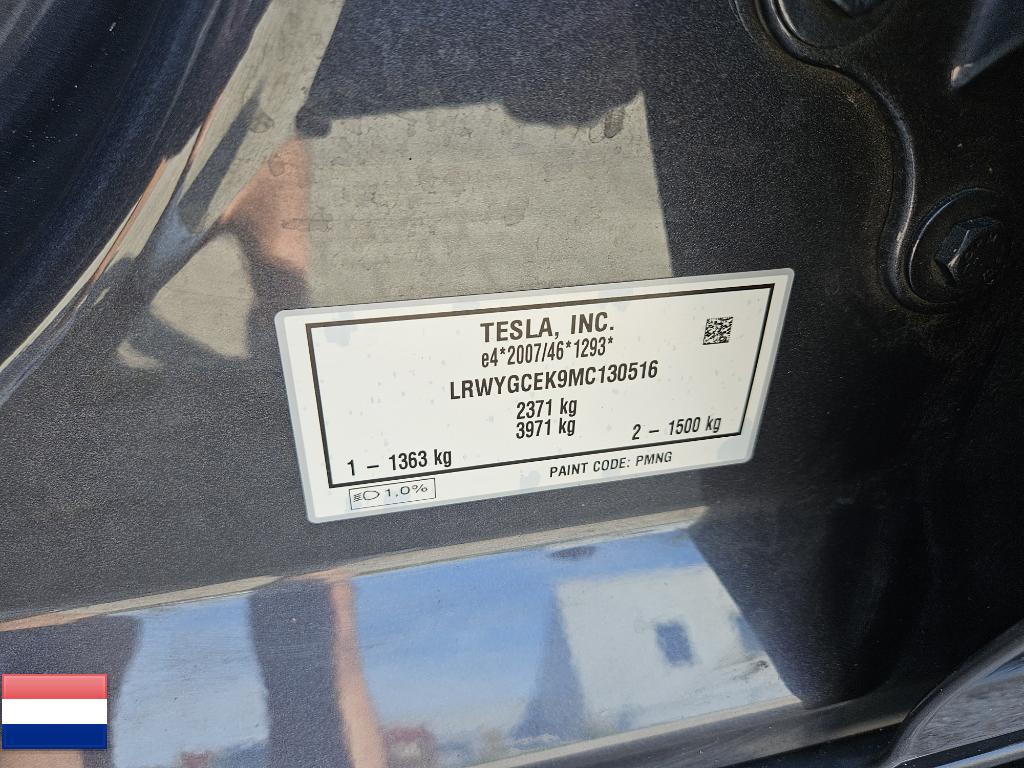 TESLA, INC.
e4*2007/46*1293*
LRWYGCEK9MC130516
2371 kg
3971 kg
1 – 1363 kg
2 – 1500 kg
1,0%
PAINT CODE: PMNG